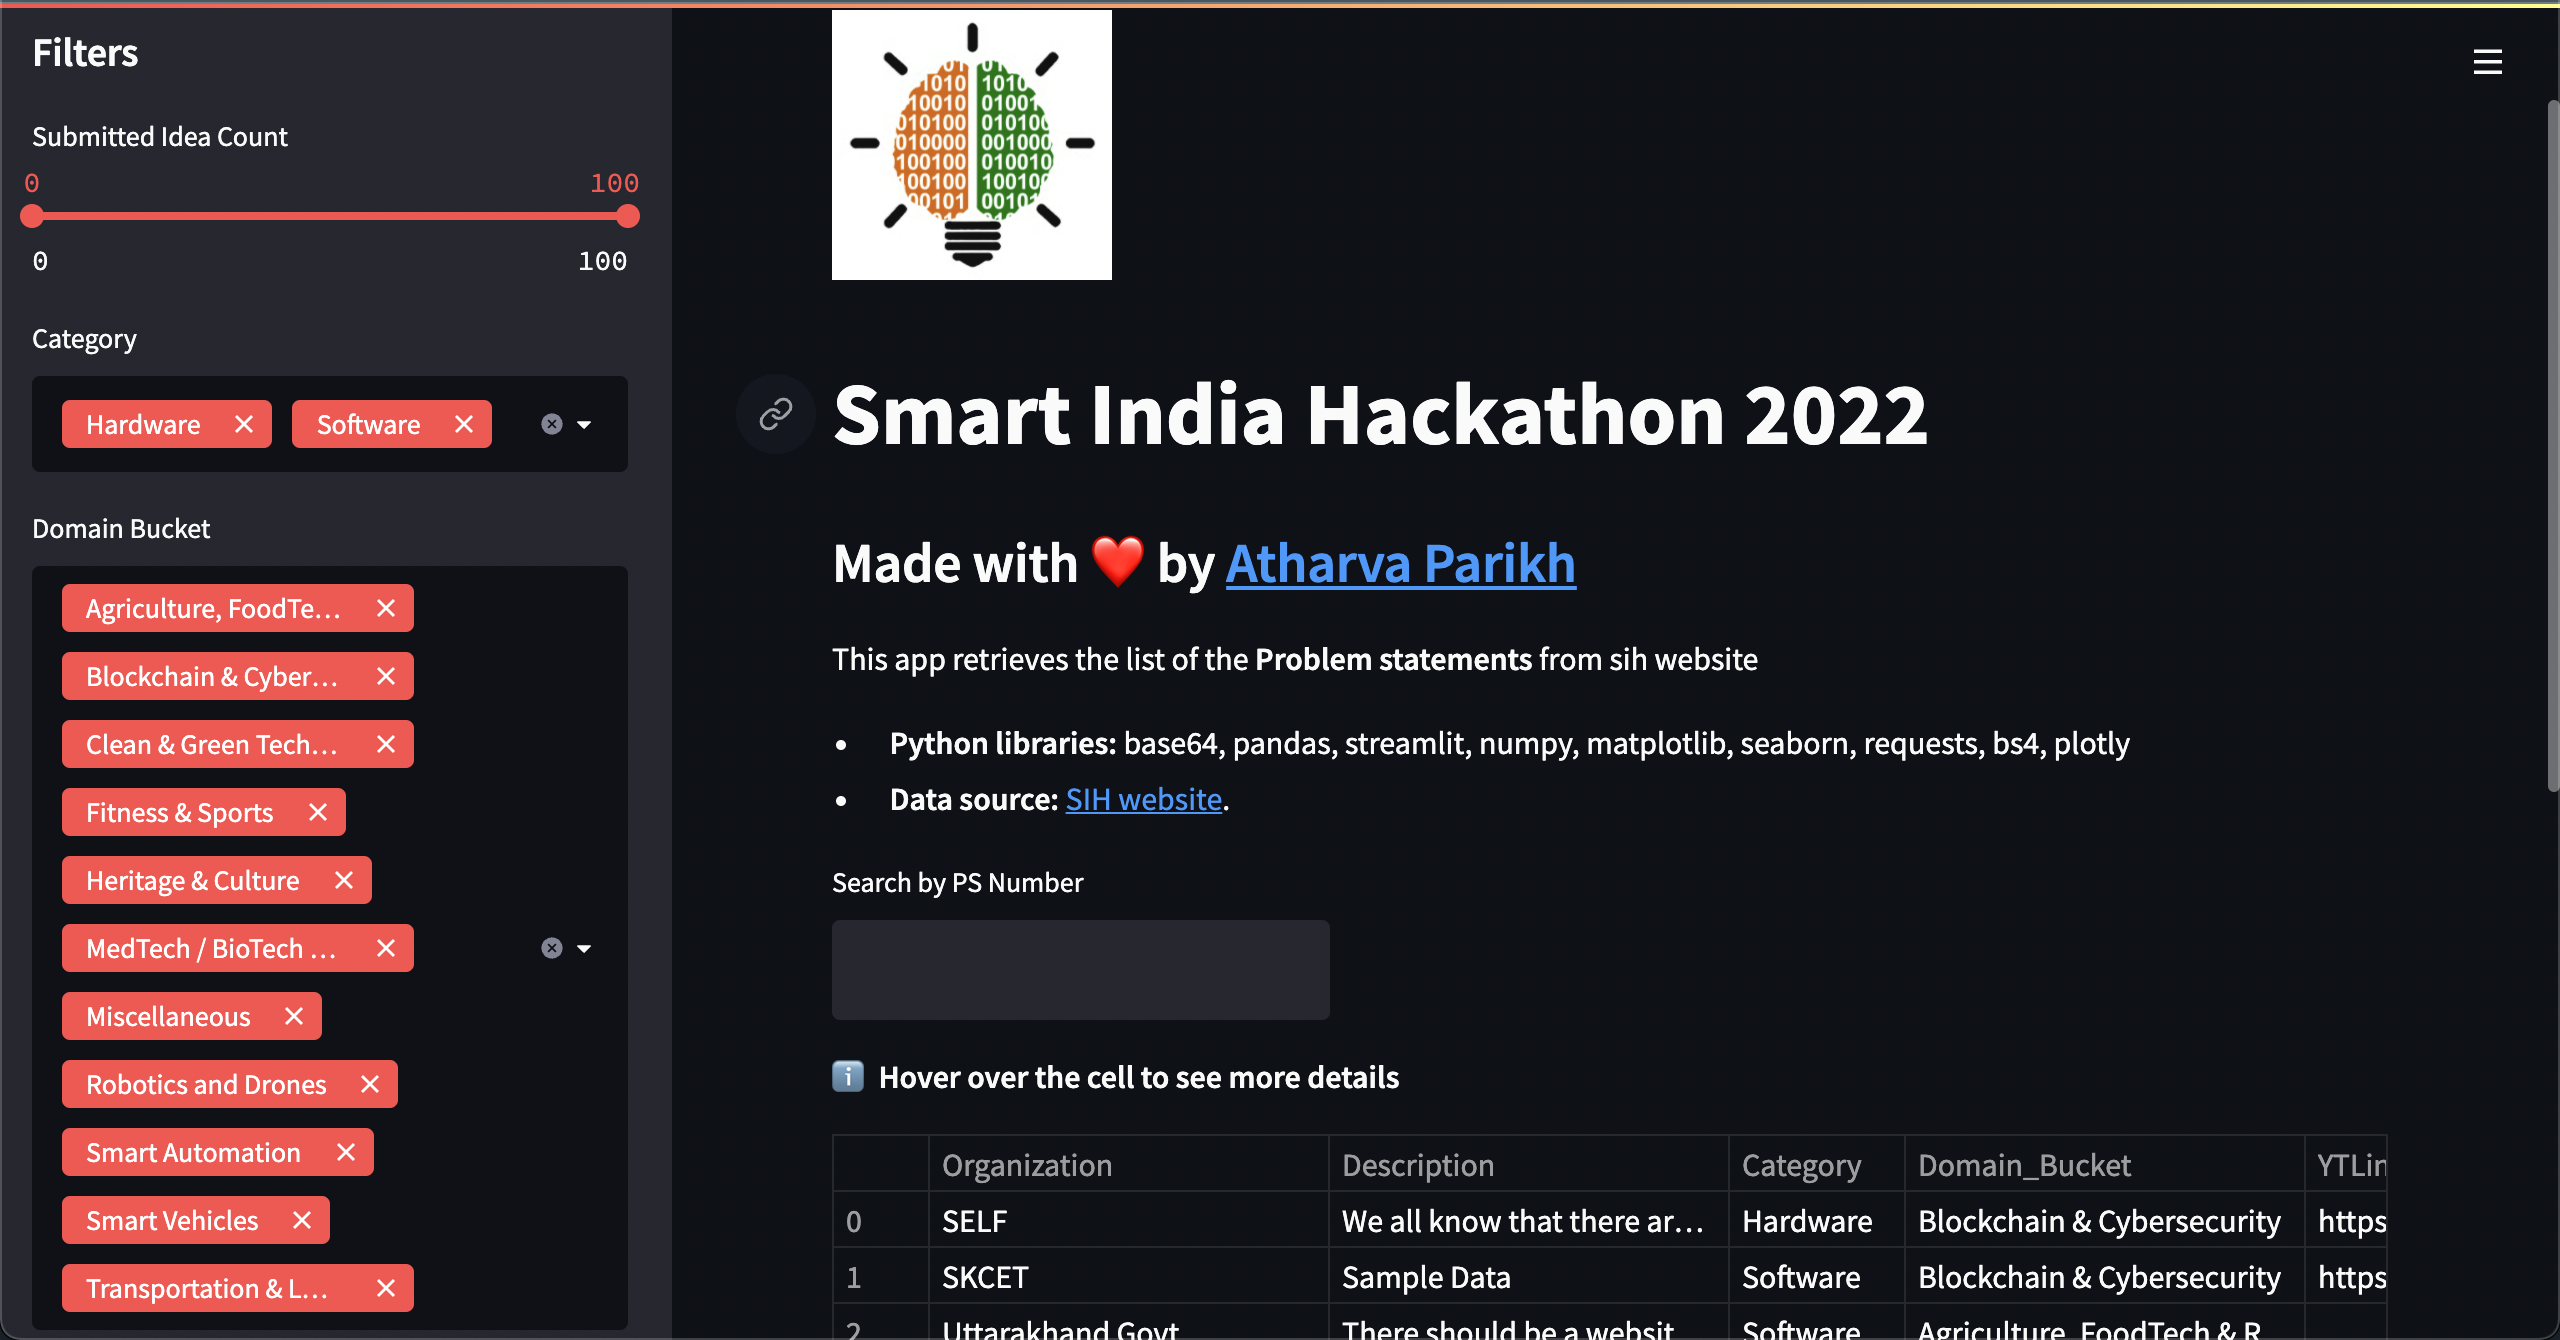 Filters
Submitted Idea Count
0 100
0 100
Category
Hardware
Software
Domain Bucket
Agriculture, FoodTe...
Blockchain & Cyber...
Clean & Green Tech...
Fitness & Sports
Heritage & Culture
MedTech / BioTech ...
Miscellaneous
Robotics and Drones
Smart Automation
Smart Vehicles
Transportation & L...
1010 1010
10010 01001
010100 010100
010000 001000
100100 010010
00100 10010
00101 00101
Smart India Hackathon 2022
Made with ❤️ by Atharva Parikh
This app retrieves the list of the Problem statements from sih website
• Python libraries: base64, pandas, streamlit, numpy, matplotlib, seaborn, requests, bs4, plotly
• Data source: SIH website.
Search by PS Number
ℹ️ Hover over the cell to see more details
Organization Description Category Domain_Bucket YTLin
0 SELF We all know that there ar... Hardware Blockchain & Cybersecurity https
1 SKCET Sample Data Software Blockchain & Cybersecurity https
2 Uttarakhand Govt There should be a websit Software Agriculture, FoodTech & R